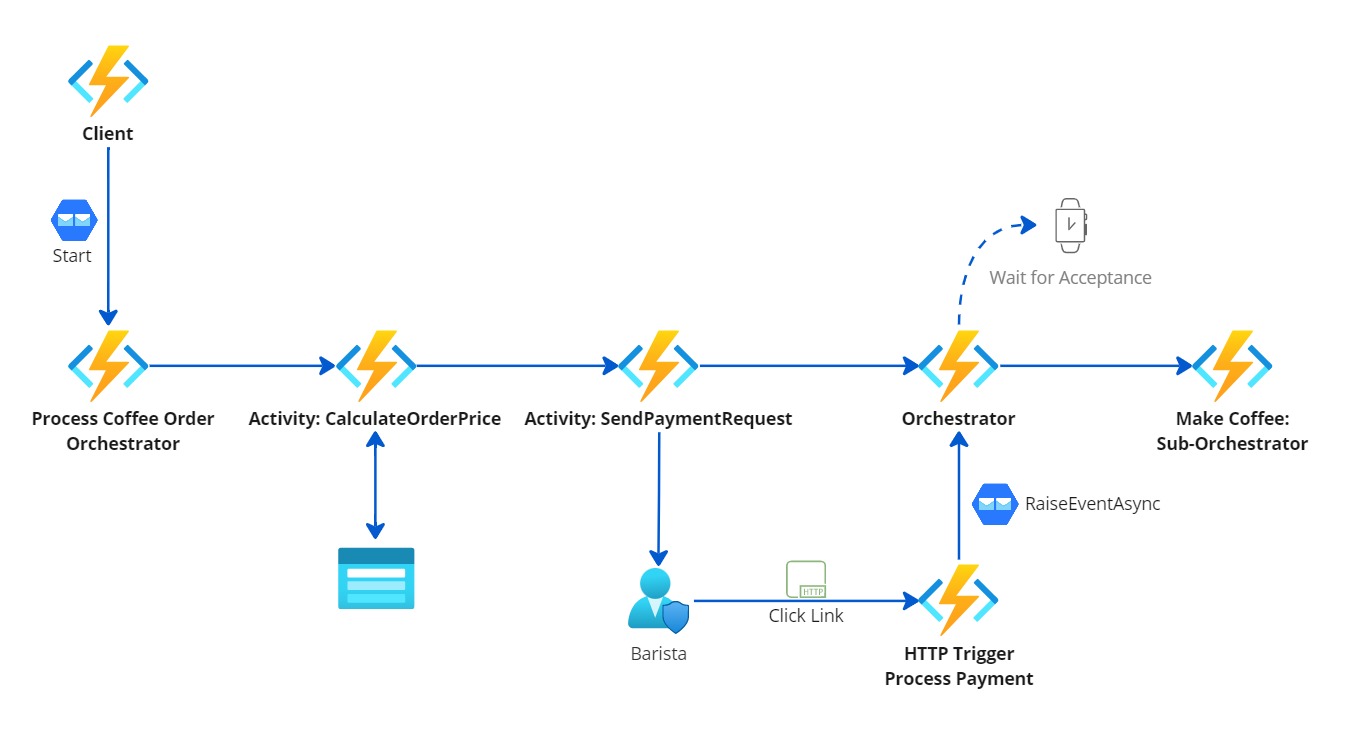 Client
Start
Wait for Acceptance
Process Coffee Order
Orchestrator
Activity: CalculateOrderPrice
Activity: SendPaymentRequest
Orchestrator
Make Coffee:
Sub-Orchestrator
RaiseEventAsync
HTTP
Click Link
Barista
HTTP Trigger
Process Payment